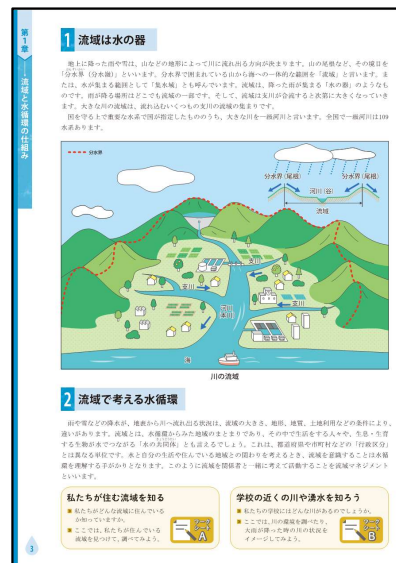 第1章
流域と水循環の仕組み
1 流域は水の器
地上に降った雨や雪は、山などの地形によって川に流れ出る方向が決まります。山の尾根など、その境目を
「分水界（分水嶺）」といいます。分水界で囲まれている山から海への一体的な範囲を「流域」と言います。ま
た、水が集まる範囲として「集水域」とも呼んでいます。流域は、降った雨が集まる「水の器」のようなも
のです。雨が降る場所はどこでも流域の一部です。そして、流域は支川が合流すると次第に大きくなっていき
ます。大きな川の流域は、流れ込むいくつもの支川の流域の集まりです。
国を守る上で重要な水系で国が指定したもののうち、大きな川を一級河川と言います。全国で一級河川は109
水系あります。
分水界
分水界（尾根）
分水界（尾根）
河川（谷）
流域
支川
支川
支川
河川
本川
海
川の流域
2 流域で考える水循環
雨や雪などの降水が、地表から川へ流れ出る状況は、流域の大きさ、地形、地質、土地利用などの条件により、
違いがあります。流域とは、水循環からみた地域のまとまりであり、その中で生活をする人々や、生息・生育
する生物が水でつながる「水の共同体」とも言えるでしょう。これは、都道府県や市町村などの「行政区分」
とは異なる単位です。水と自分の生活や住んでいる地域との関わりを考えるとき、流域を意識することは水循
環を理解する手がかりとなります。このように流域を関係者と一緒に考えて活動することを流域マネジメント
といいます。
私たちが住む流域を知る
■ 私たちがどんな流域に住んでいる
か知っていますか。
■ ここでは、私たちが住んでいる
流域を見つけて、調べてみよう。
ワーク
シート
A
学校の近くの川や湧水を知ろう
■ 私たちの学校にはどんな川があるのでしょうか。
■ ここでは、川の環境を調べたり、
大雨が降った時の川の状況を
イメージしてみよう。
ワーク
シート
B
3